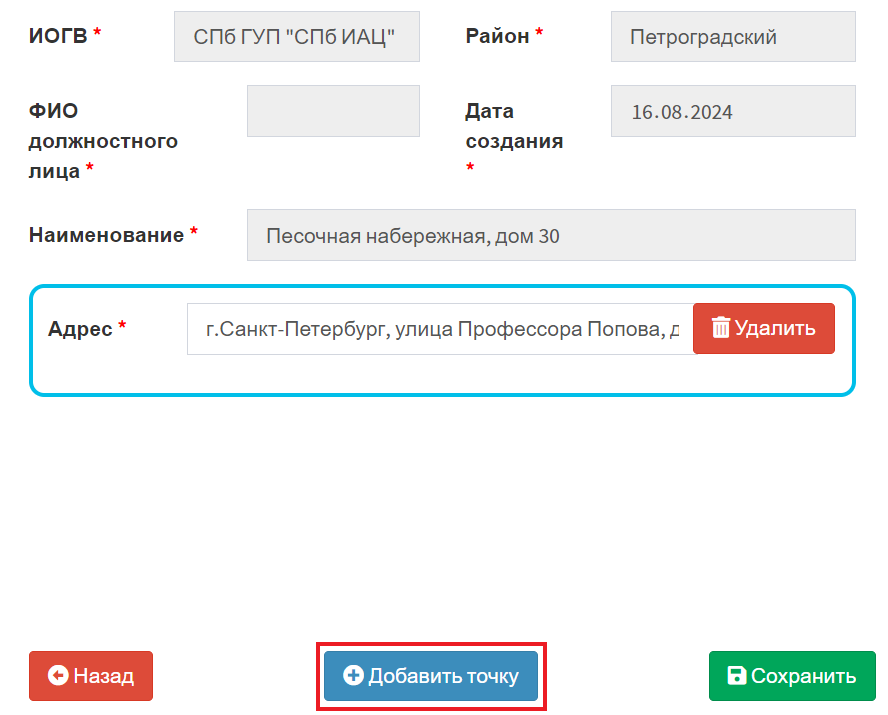 ИОГВ * СПб ГУП "СПб ИАЦ" Район * Петроградский
ФИО
должностного
лица *
Дата
создания
*
16.08.2024
Наименование * Песочная набережная, дом 30
Адрес * г.Санкт-Петербург, улица Профессора Попова, д Удалить
Назад Добавить точку Сохранить